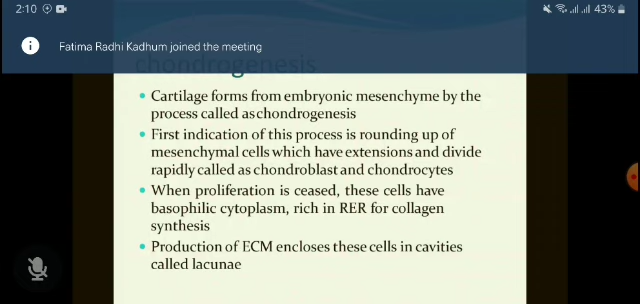 2:10 43%
Fatima Radhi Kadhum joined the meeting
chondrogenesis
• Cartilage forms from embryonic mesenchyme by the
process called as chondrogenesis
• First indication of this process is rounding up of
mesenchymal cells which have extensions and divide
rapidly called as chondroblast and chondrocytes
• When proliferation is ceased, these cells have
basophilic cytoplasm, rich in RER for collagen
synthesis
• Production of ECM encloses these cells in cavities
called lacunae